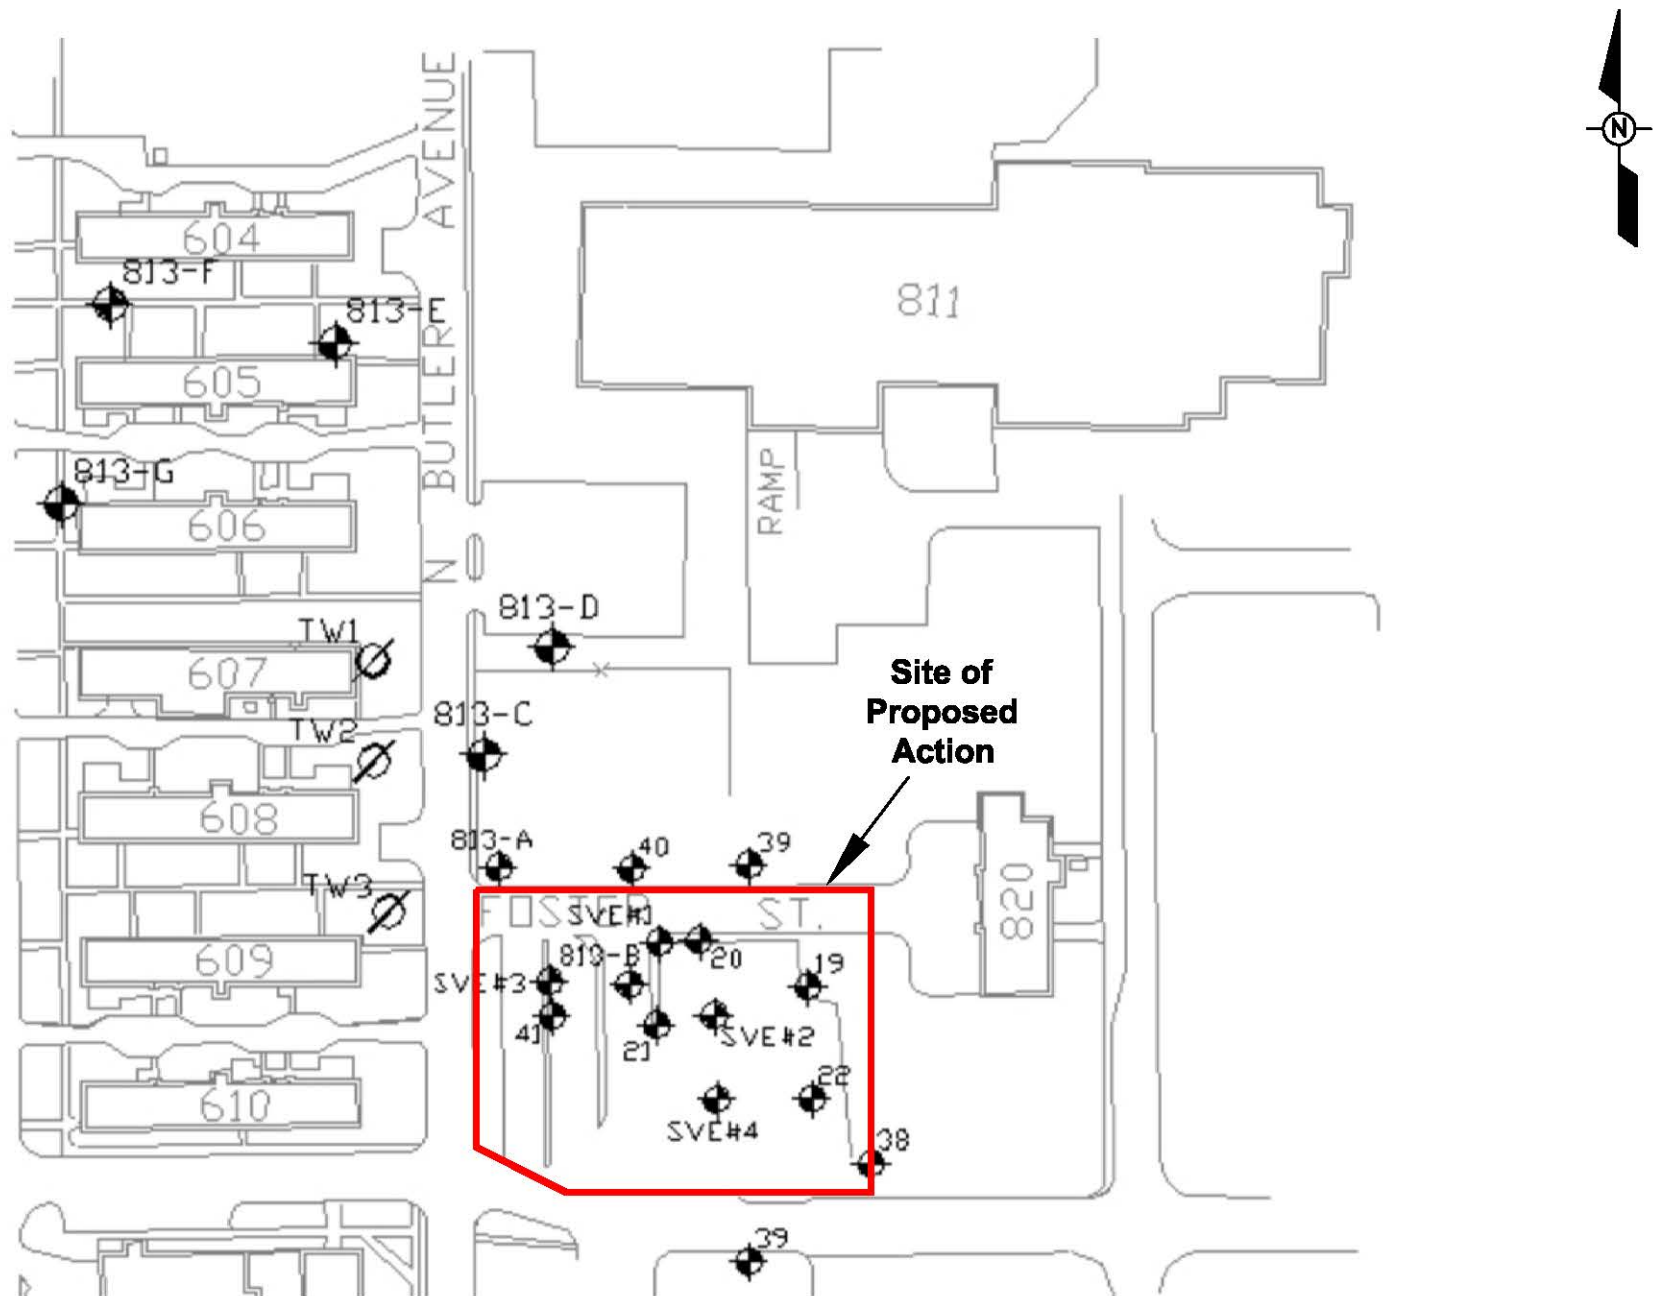 N
604
813-F
813-E
811
605
BUTLER AVENUE
N
813-G
606
RAMP
813-D
TW1
607
Site of
Proposed
Action
813-C
TW2
608
813-A
40
39
820
TW3
FOSTER ST.
SVE#1
609
813-B
20
19
SVE#3
41
21
SVE#2
22
610
SVE#4
38
39